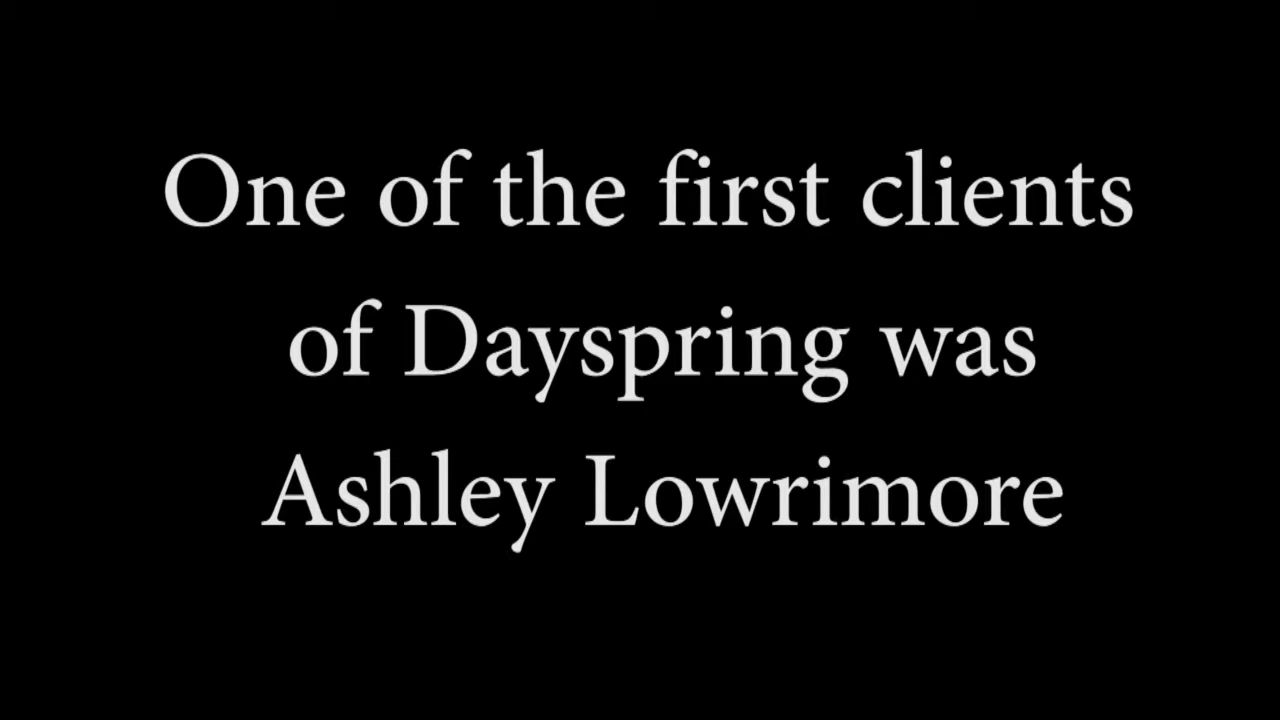 One of the first clients
of Dayspring was
Ashley Lowrimore